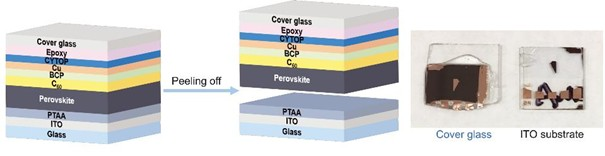 Cover glass
Epoxy
CYTOP
Cu
BCP
C60
Perovskite
PTAA
ITO
Glass
Peeling off
Cover glass
Epoxy
CYTOP
Cu
BCP
C60
Perovskite
PTAA
ITO
Glass
Cover glass
ITO substrate